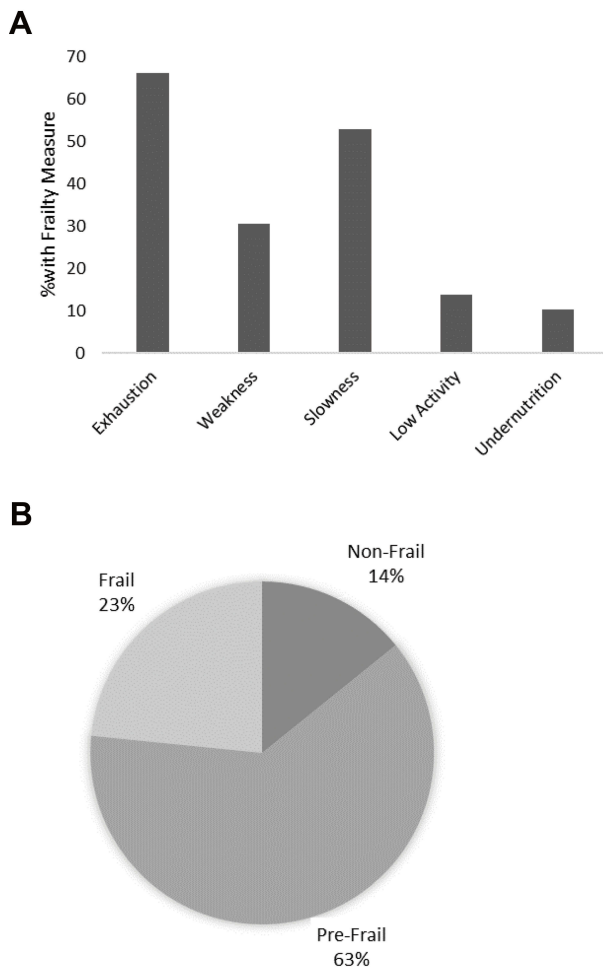 A
%with Frailty Measure
70
60
50
40
30
20
10
0
Exhaustion
Weakness
Slowness
Low Activity
Undernutrition
B
Non-Frail
14%
Frail
23%
Pre-Frail
63%